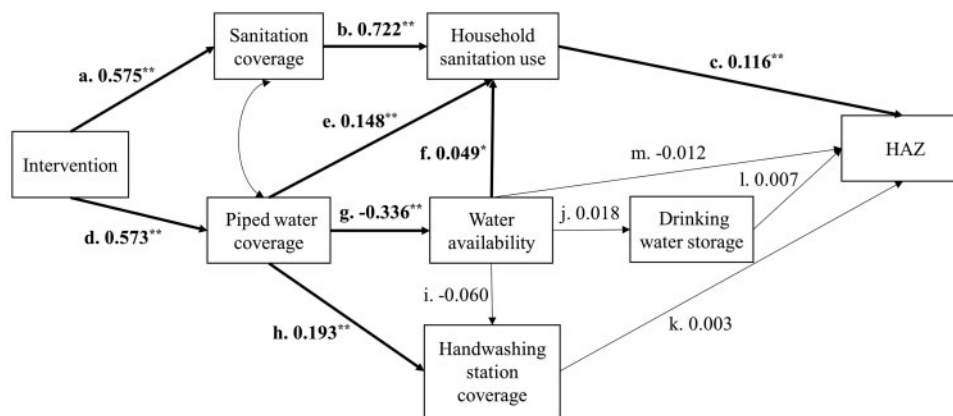 Sanitation
coverage
b. 0.722**
Household
sanitation use
a. 0.575**
c. 0.116**
e. 0.148**
Intervention
f. 0.049*
m. -0.012
HAZ
l. 0.007
d. 0.573**
Piped water
coverage
g. -0.336**
Water
availability
j. 0.018
Drinking
water storage
i. -0.060
h. 0.193**
k. 0.003
Handwashing
station
coverage